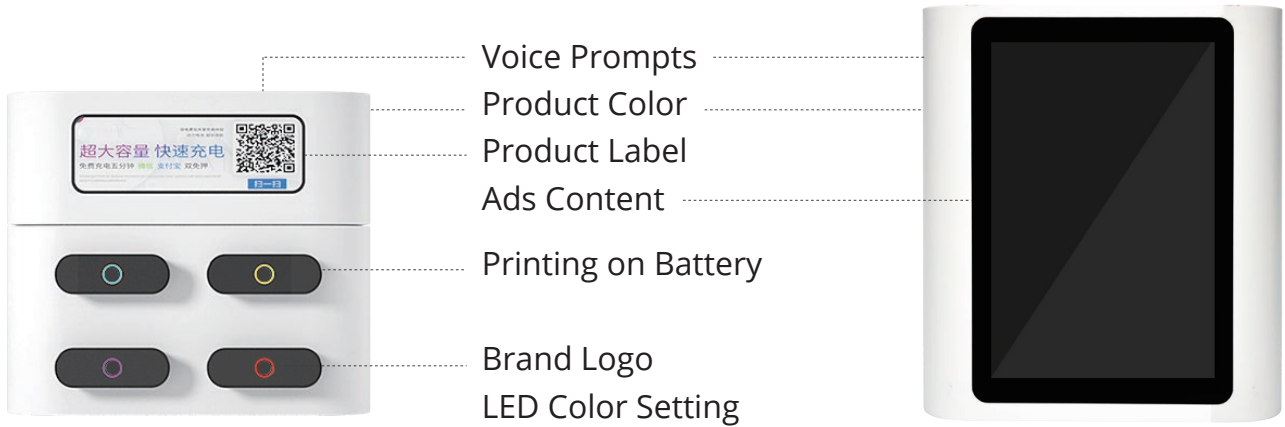 Voice Prompts
Product Color
Product Label
Ads Content
Printing on Battery
Brand Logo
LED Color Setting
超大容量 快速充电
免费充电五分钟 微信 支付宝 双免押
扫一扫